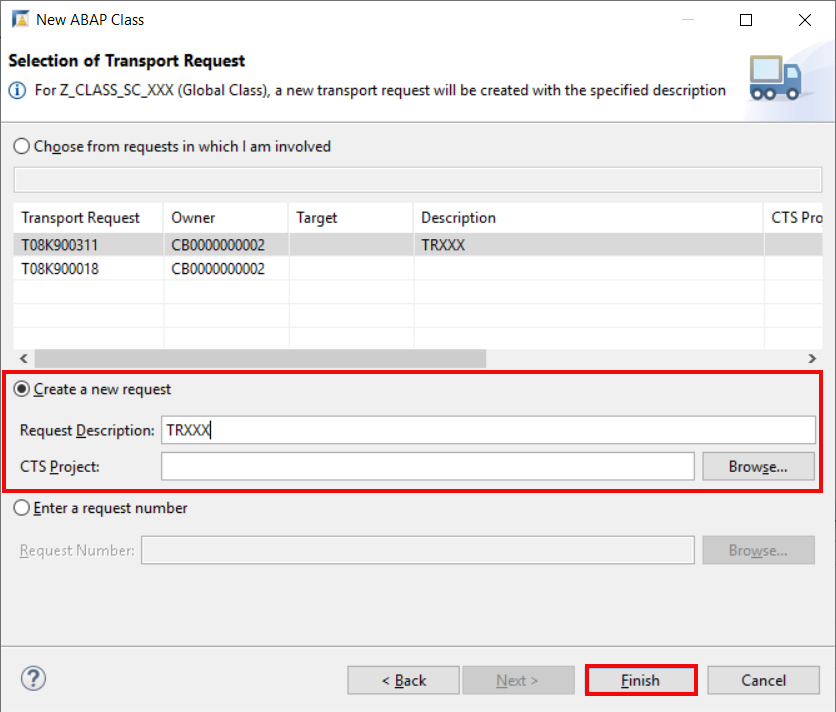 New ABAP Class
Selection of Transport Request
For Z_CLASS_SC_XXX (Global Class), a new transport request will be created with the specified description
Choose from requests in which I am involved
Transport Request Owner Target Description CTS Pro
T08K900311 CB0000000002 TRXXX
T08K900018 CB0000000002
Create a new request
Request Description: TRXXX
CTS Project: Browse...
Enter a request number
Request Number: Browse...
? < Back Next > Finish Cancel